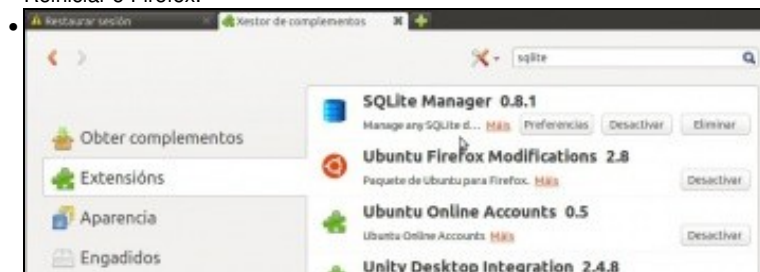 Reiniciar o Firefox.
Restaurar sesión
Xestor de complementos
sqlite
SQLite Manager 0.8.1
Manage any SQLite d... Máis Preferencias Desactivar Eliminar
Obter complementos
Ubuntu Firefox Modifications 2.8
Extensións
Paquete de Ubuntu para Firefox. Máis Desactivar
Ubuntu Online Accounts 0.5
Aparencia
Ubuntu Online Accounts Máis Desactivar
Engadidos
Unity Desktop Integration 2.4.8